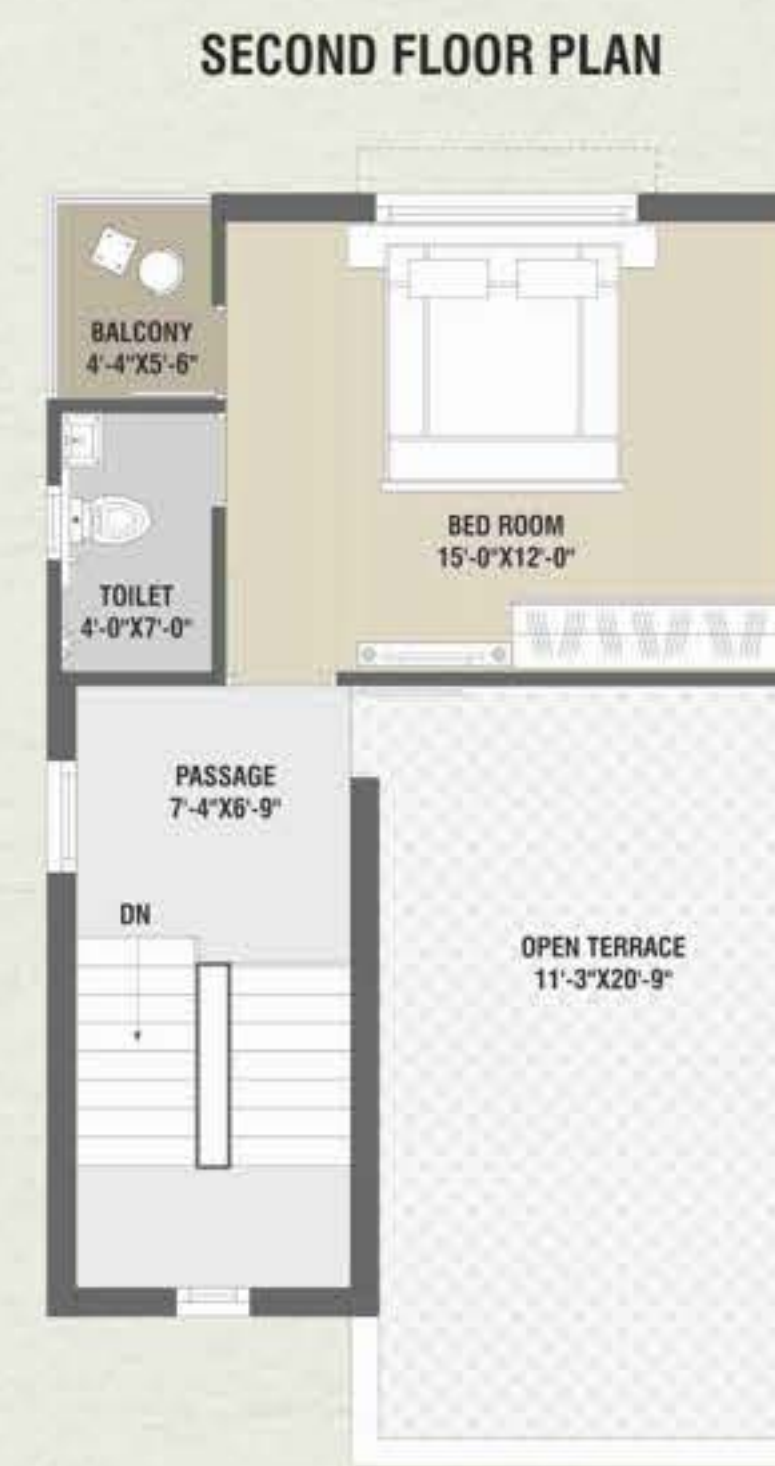 SECOND FLOOR PLAN
BALCONY
4'-4"X5'-6"
BED ROOM
15'-0"X12'-0"
TOILET
4'-0"X7'-0"
PASSAGE
7'-4"X6'-9"
DN
OPEN TERRACE
11'-3"X20'-9"